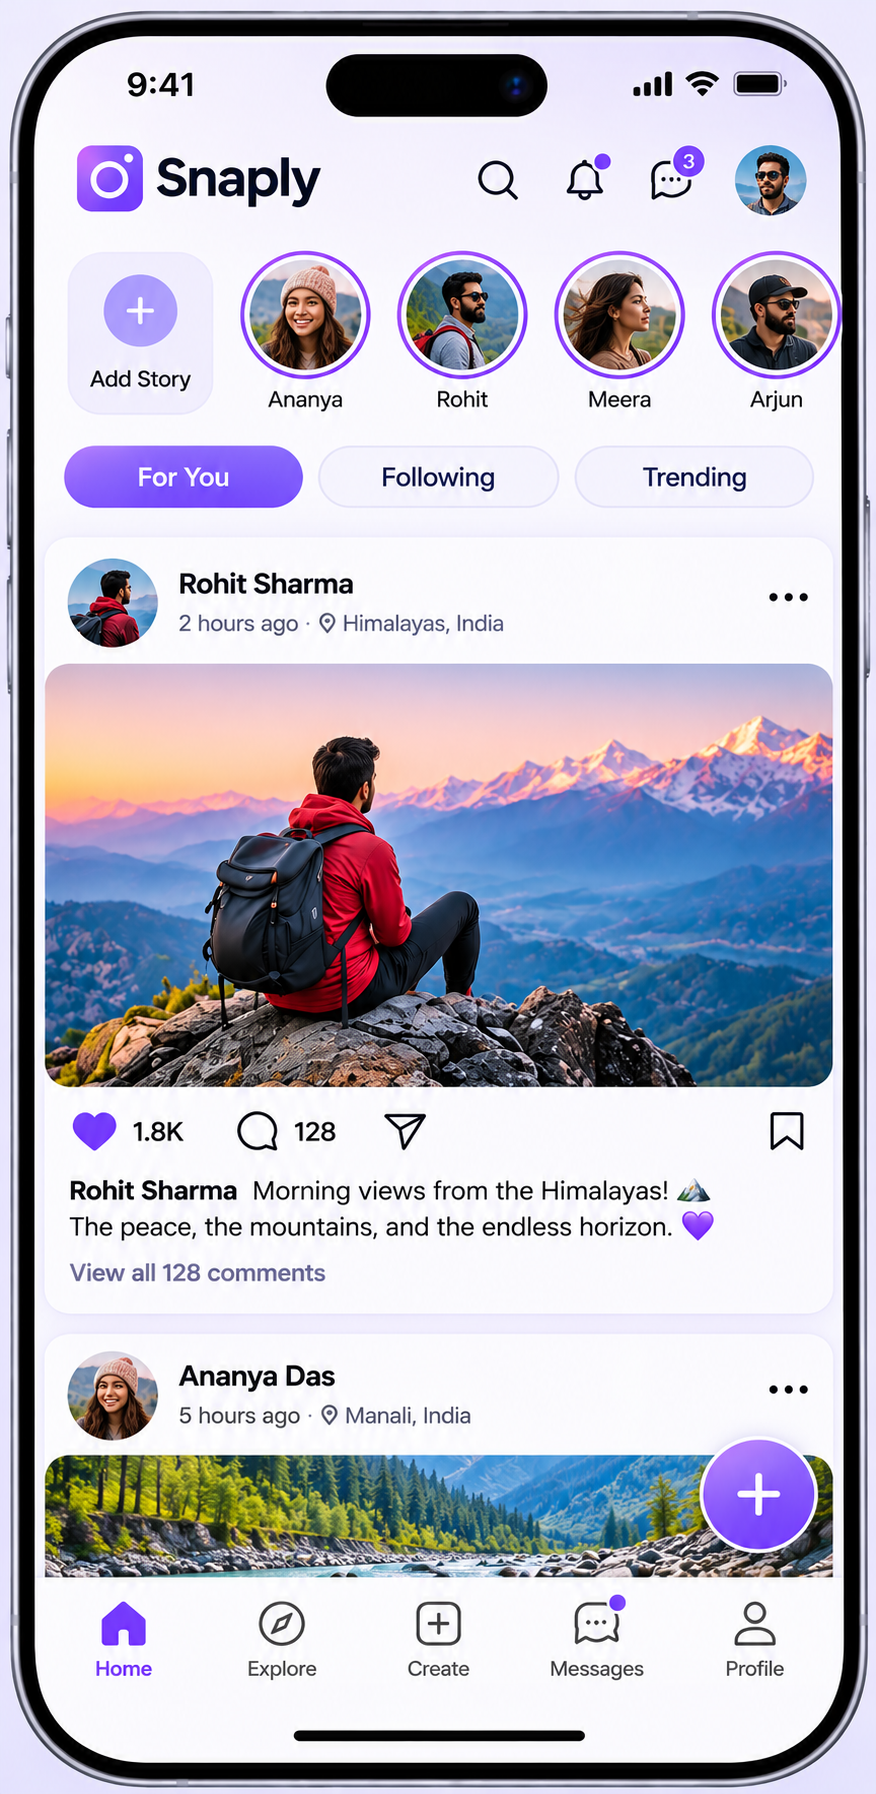 9:41
Snaply
3
Add Story
Ananya
Rohit
Meera
Arjun
For You
Following
Trending
Rohit Sharma
2 hours ago · Himalayas, India
1.8K
128
Rohit Sharma Morning views from the Himalayas! 🏔️
The peace, the mountains, and the endless horizon. 💜
View all 128 comments
Ananya Das
5 hours ago · Manali, India
Home
Explore
Create
Messages
Profile